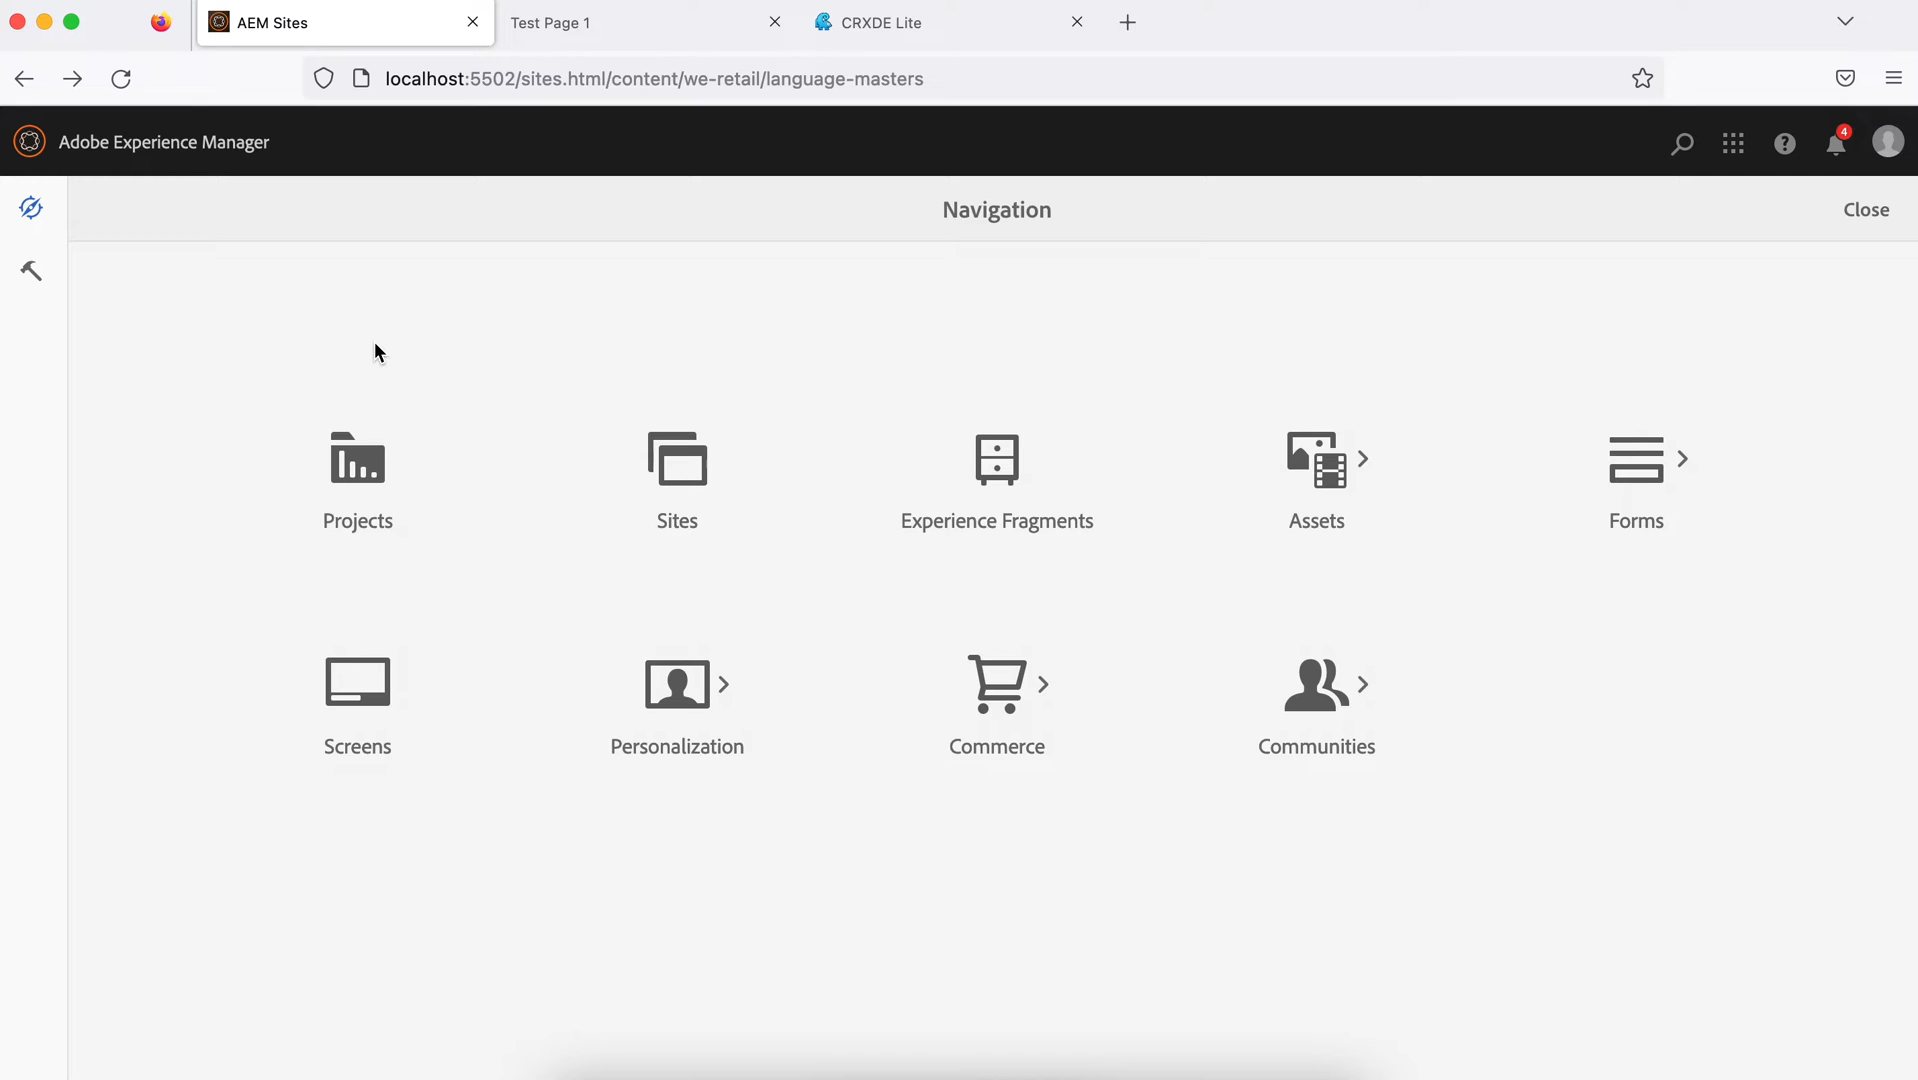 AEM Sites
Test Page 1
CRXDE Lite
localhost:5502/sites.html/content/we-retail/language-masters
Adobe Experience Manager
4
Navigation
Close
Projects
Sites
Experience Fragments
Assets
Forms
Screens
Personalization
Commerce
Communities